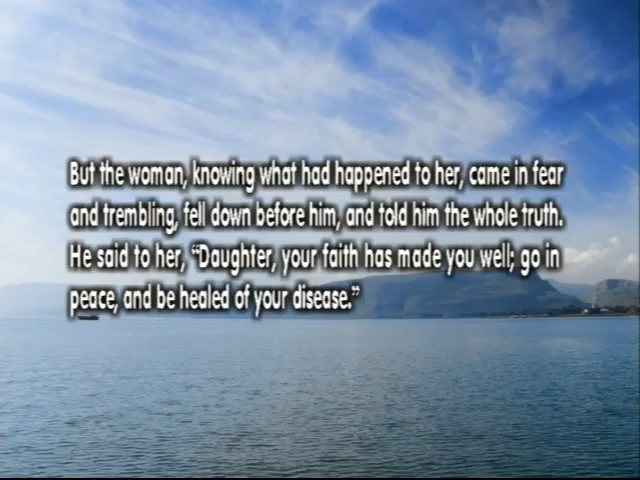 But the woman, knowing what had happened to her, came in fear
and trembling, fell down before him, and told him the whole truth.
He said to her, “Daughter, your faith has made you well; go in
peace, and be healed of your disease.”